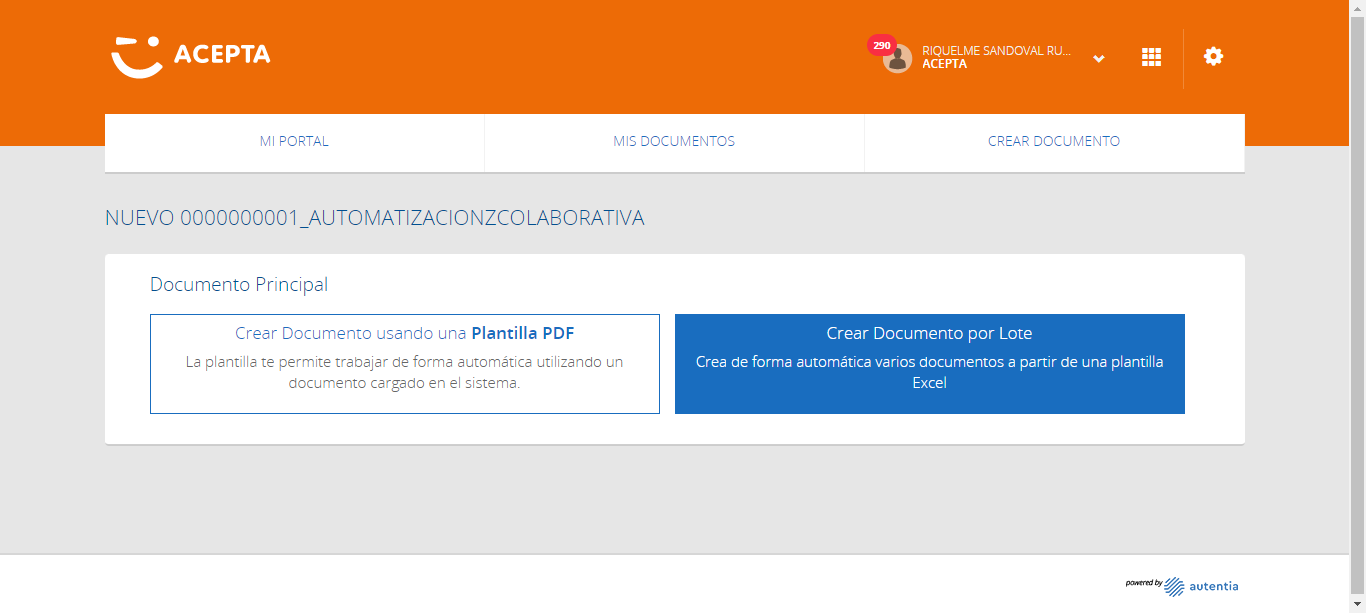 ACEPTA
290
RIQUELME SANDOVAL RU...
ACEPTA
MI PORTAL
MIS DOCUMENTOS
CREAR DOCUMENTO
NUEVO 0000000001_AUTOMATIZACIONZCOLABORATIVA
Documento Principal
Crear Documento usando una Plantilla PDF
La plantilla te permite trabajar de forma automática utilizando un
documento cargado en el sistema.
Crear Documento por Lote
Crea de forma automática varios documentos a partir de una plantilla
Excel
powered by autentia